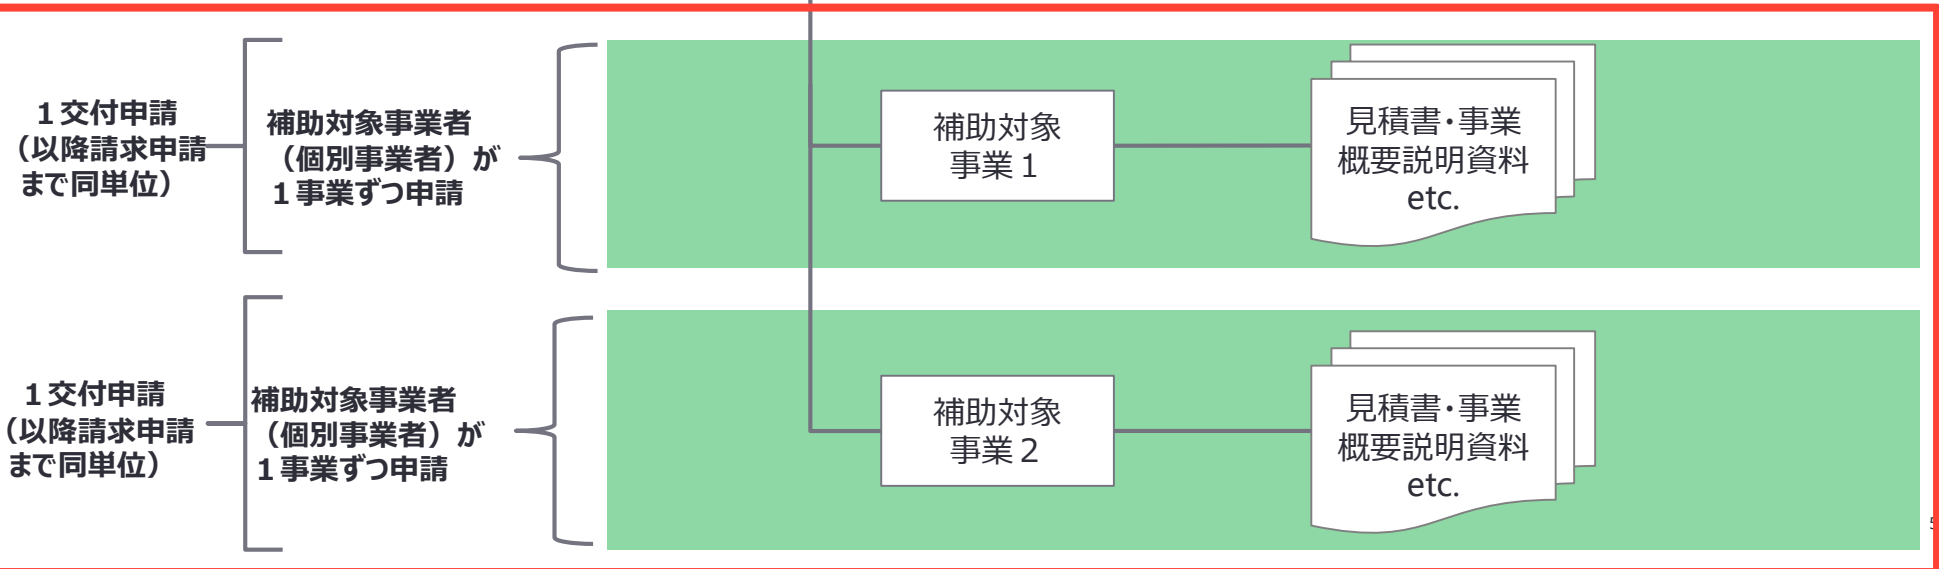 １交付申請
（以降請求申請
まで同単位）
補助対象事業者
（個別事業者）が
１事業ずつ申請
補助対象
事業１
見積書・事業
概要説明資料
etc.
１交付申請
（以降請求申請
まで同単位）
補助対象事業者
（個別事業者）が
１事業ずつ申請
補助対象
事業２
見積書・事業
概要説明資料
etc.